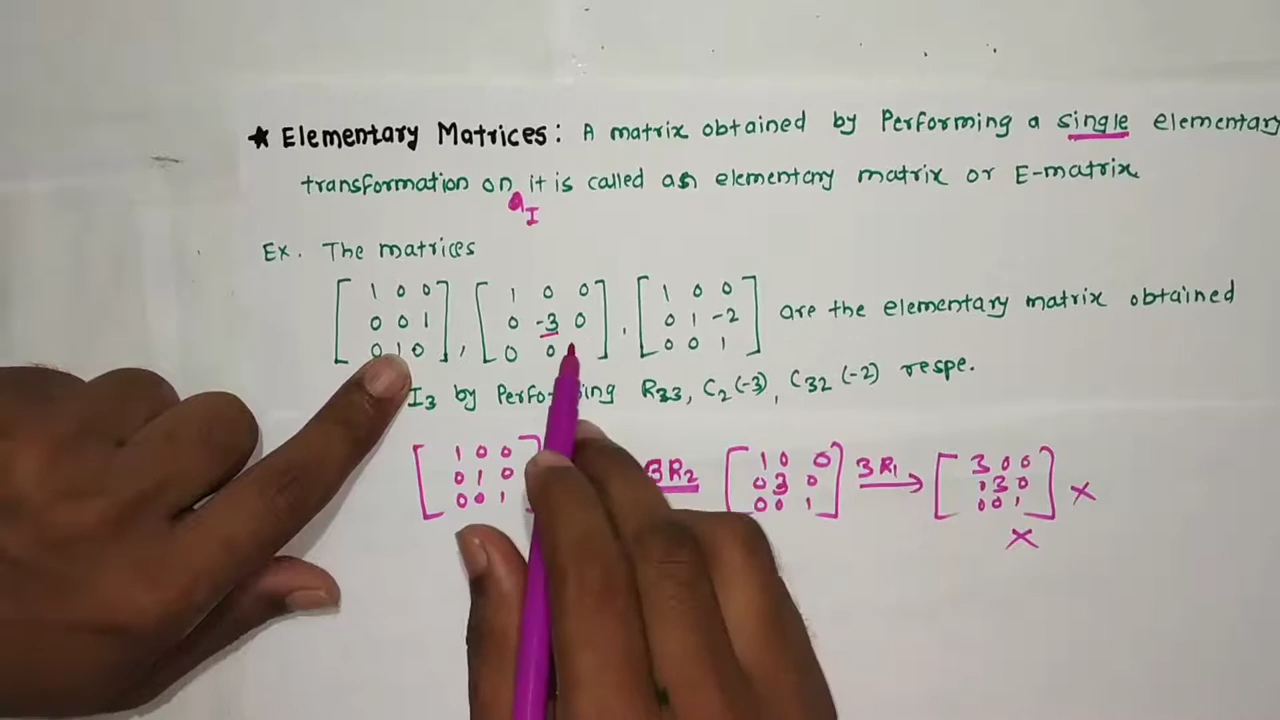 ★ Elementary Matrices: A matrix obtained by Performing a single elementary
transformation on it is called an elementary matrix or E-matrix
a I
Ex. The matrices
[1 0 0 [1 0 0 [1 0 0
0 0 1 0 -3 0 0 1 -2
0 1 0], 0 0 ], 0 0 1] are the elementary matrix obtained
I3 by Performing R23, C2(-3), C32(-2) respe.
[1 0 0 3R2 [1 0 0 3R1 [3 0 0
0 1 0 0 3 0 → 0 3 0
0 0 1 0 0 1] 0 0 1] ×
×